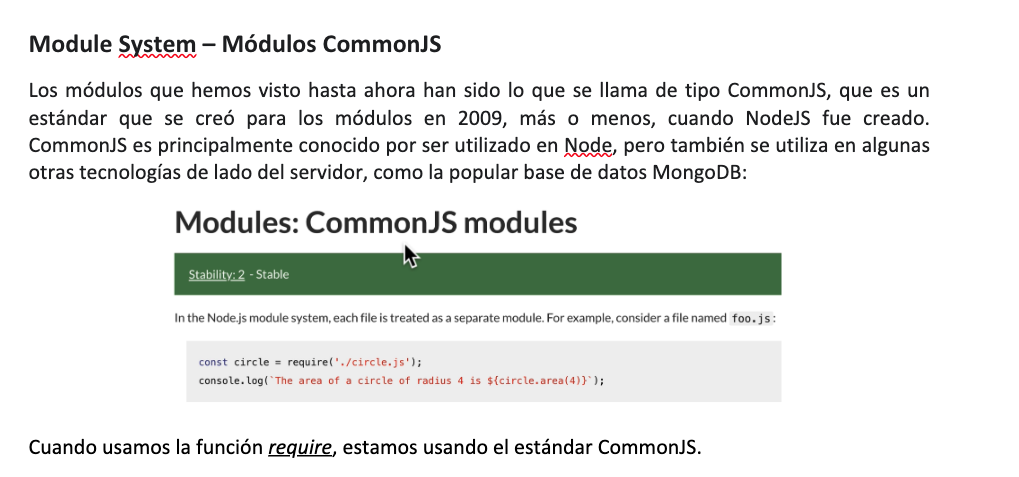 Module System – Módulos CommonJS
Los módulos que hemos visto hasta ahora han sido lo que se llama de tipo CommonJS, que es un
estándar que se creó para los módulos en 2009, más o menos, cuando NodeJS fue creado.
CommonJS es principalmente conocido por ser utilizado en Node, pero también se utiliza en algunas
otras tecnologías de lado del servidor, como la popular base de datos MongoDB:
Modules: CommonJS modules
Stability: 2 - Stable
In the Node.js module system, each file is treated as a separate module. For example, consider a file named foo.js:
const circle = require('./circle.js');
console.log(`The area of a circle of radius 4 is ${circle.area(4)}`);
Cuando usamos la función require, estamos usando el estándar CommonJS.